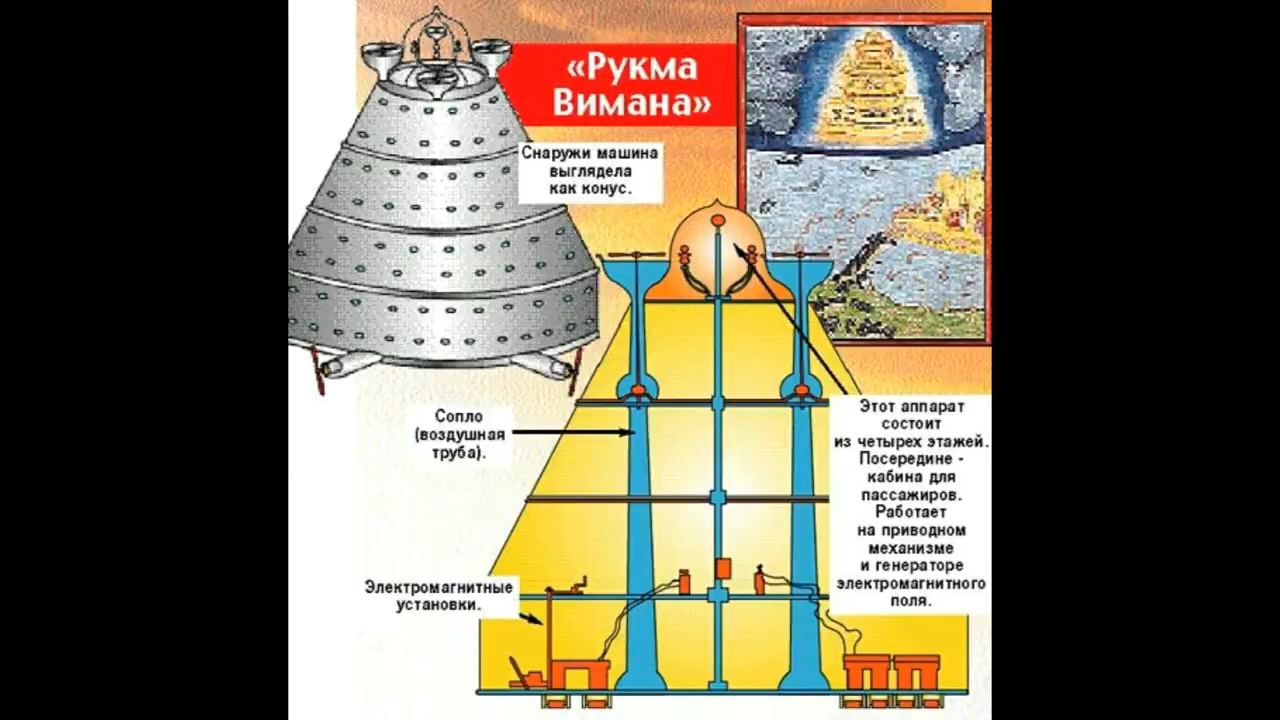 «Рукма
Вимана»
Снаружи машина
выглядела
как конус.
Сопло
(воздушная
труба).
Этот аппарат
состоит
из четырех этажей.
Посередине -
кабина для
пассажиров.
Работает
на приводном
механизме
и генераторе
электромагнитного
поля.
Электромагнитные
установки.